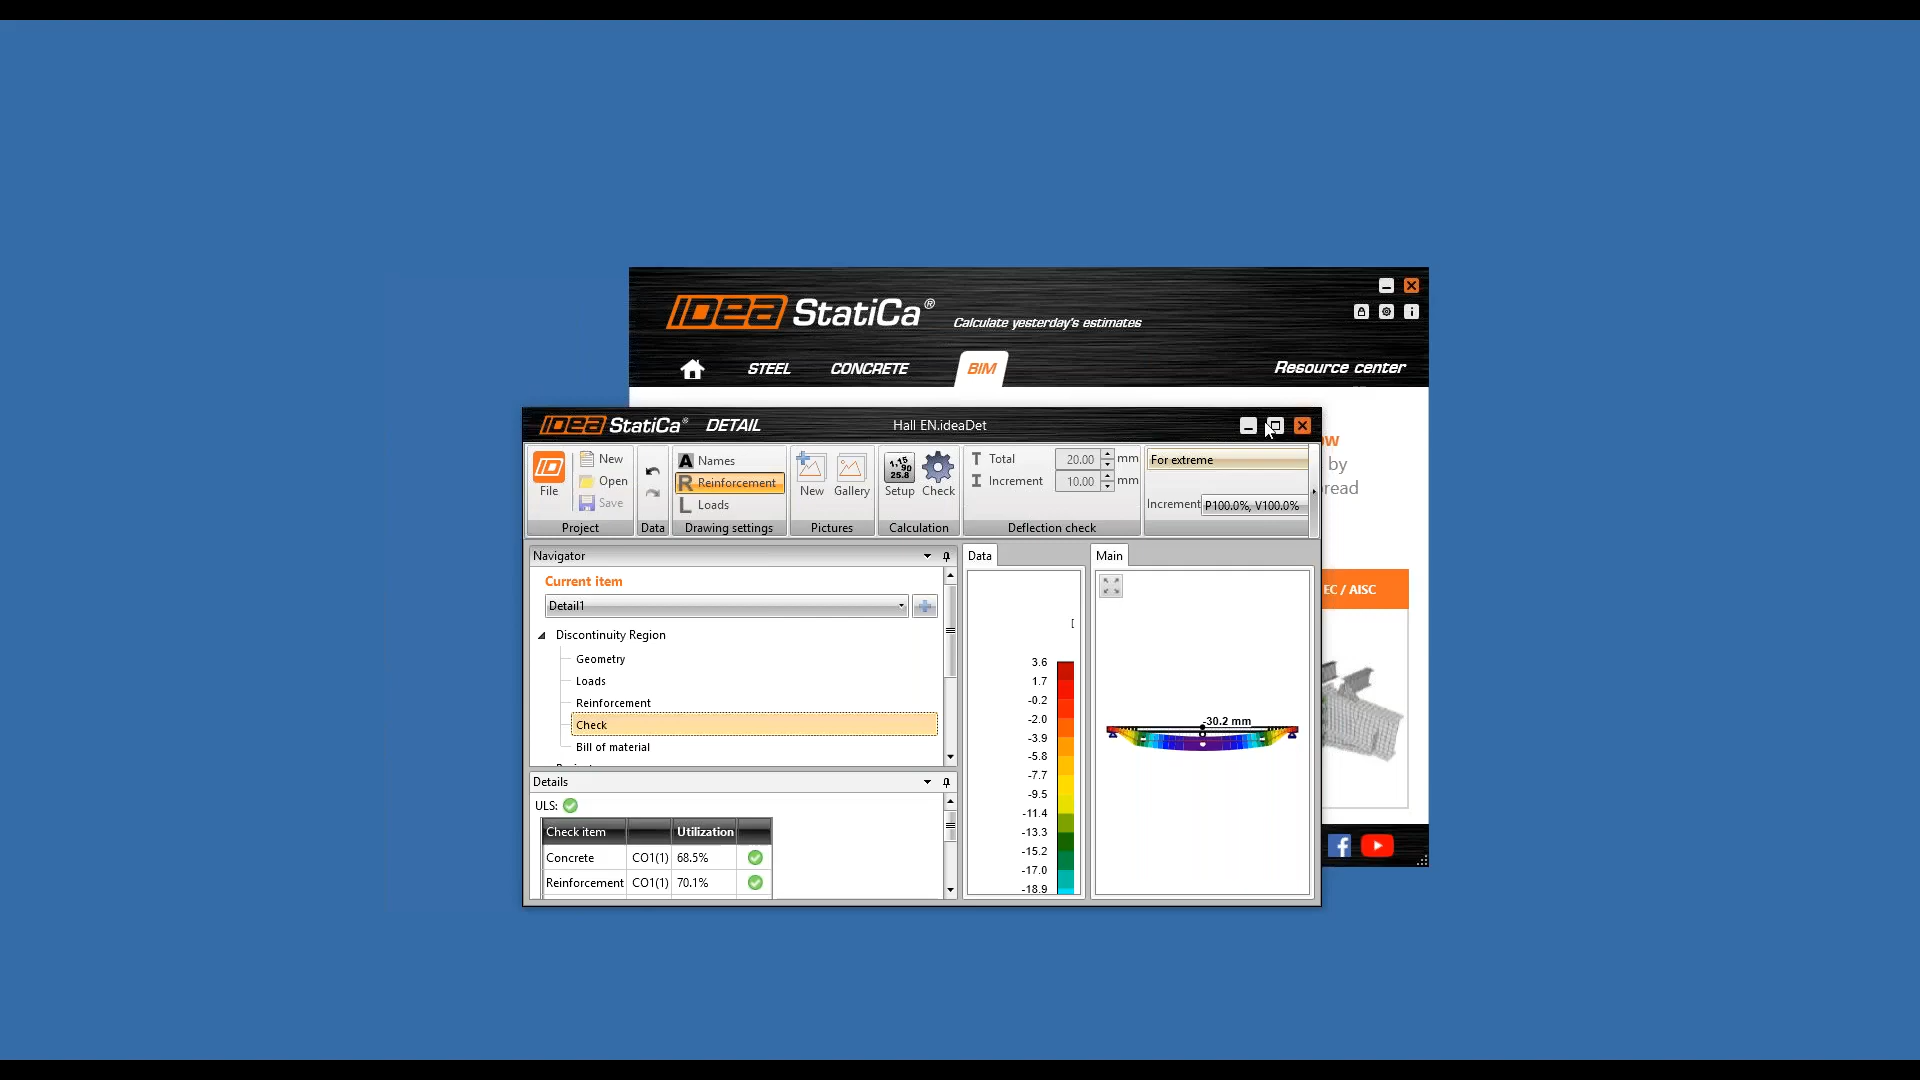 IDEA StatiCa®
Calculate yesterday's estimates
STEEL
CONCRETE
BIM
Resource center
IDEA StatiCa® DETAIL
Hall EN.ideaDet
File
New
Open
Save
Project
Data
A Names
R Reinforcement
L Loads
Drawing settings
New
Gallery
Pictures
1,15
90
25.8
Setup
Check
Calculation
Total
20.00
mm
Increment
10.00
mm
Deflection check
For extreme
Increment
P100.0%, V100.0%
by
EC / AISC
Navigator
Current item
Detail1
Discontinuity Region
Geometry
Loads
Reinforcement
Check
Bill of material
Details
ULS:
Check item
Utilization
Concrete
CO1(1)
68.5%
Reinforcement
CO1(1)
70.1%
Data
[
3.6
1.7
-0.2
-2.0
-3.9
-5.8
-7.7
-9.5
-11.4
-13.3
-15.2
-17.0
-18.9
Main
-30.2 mm